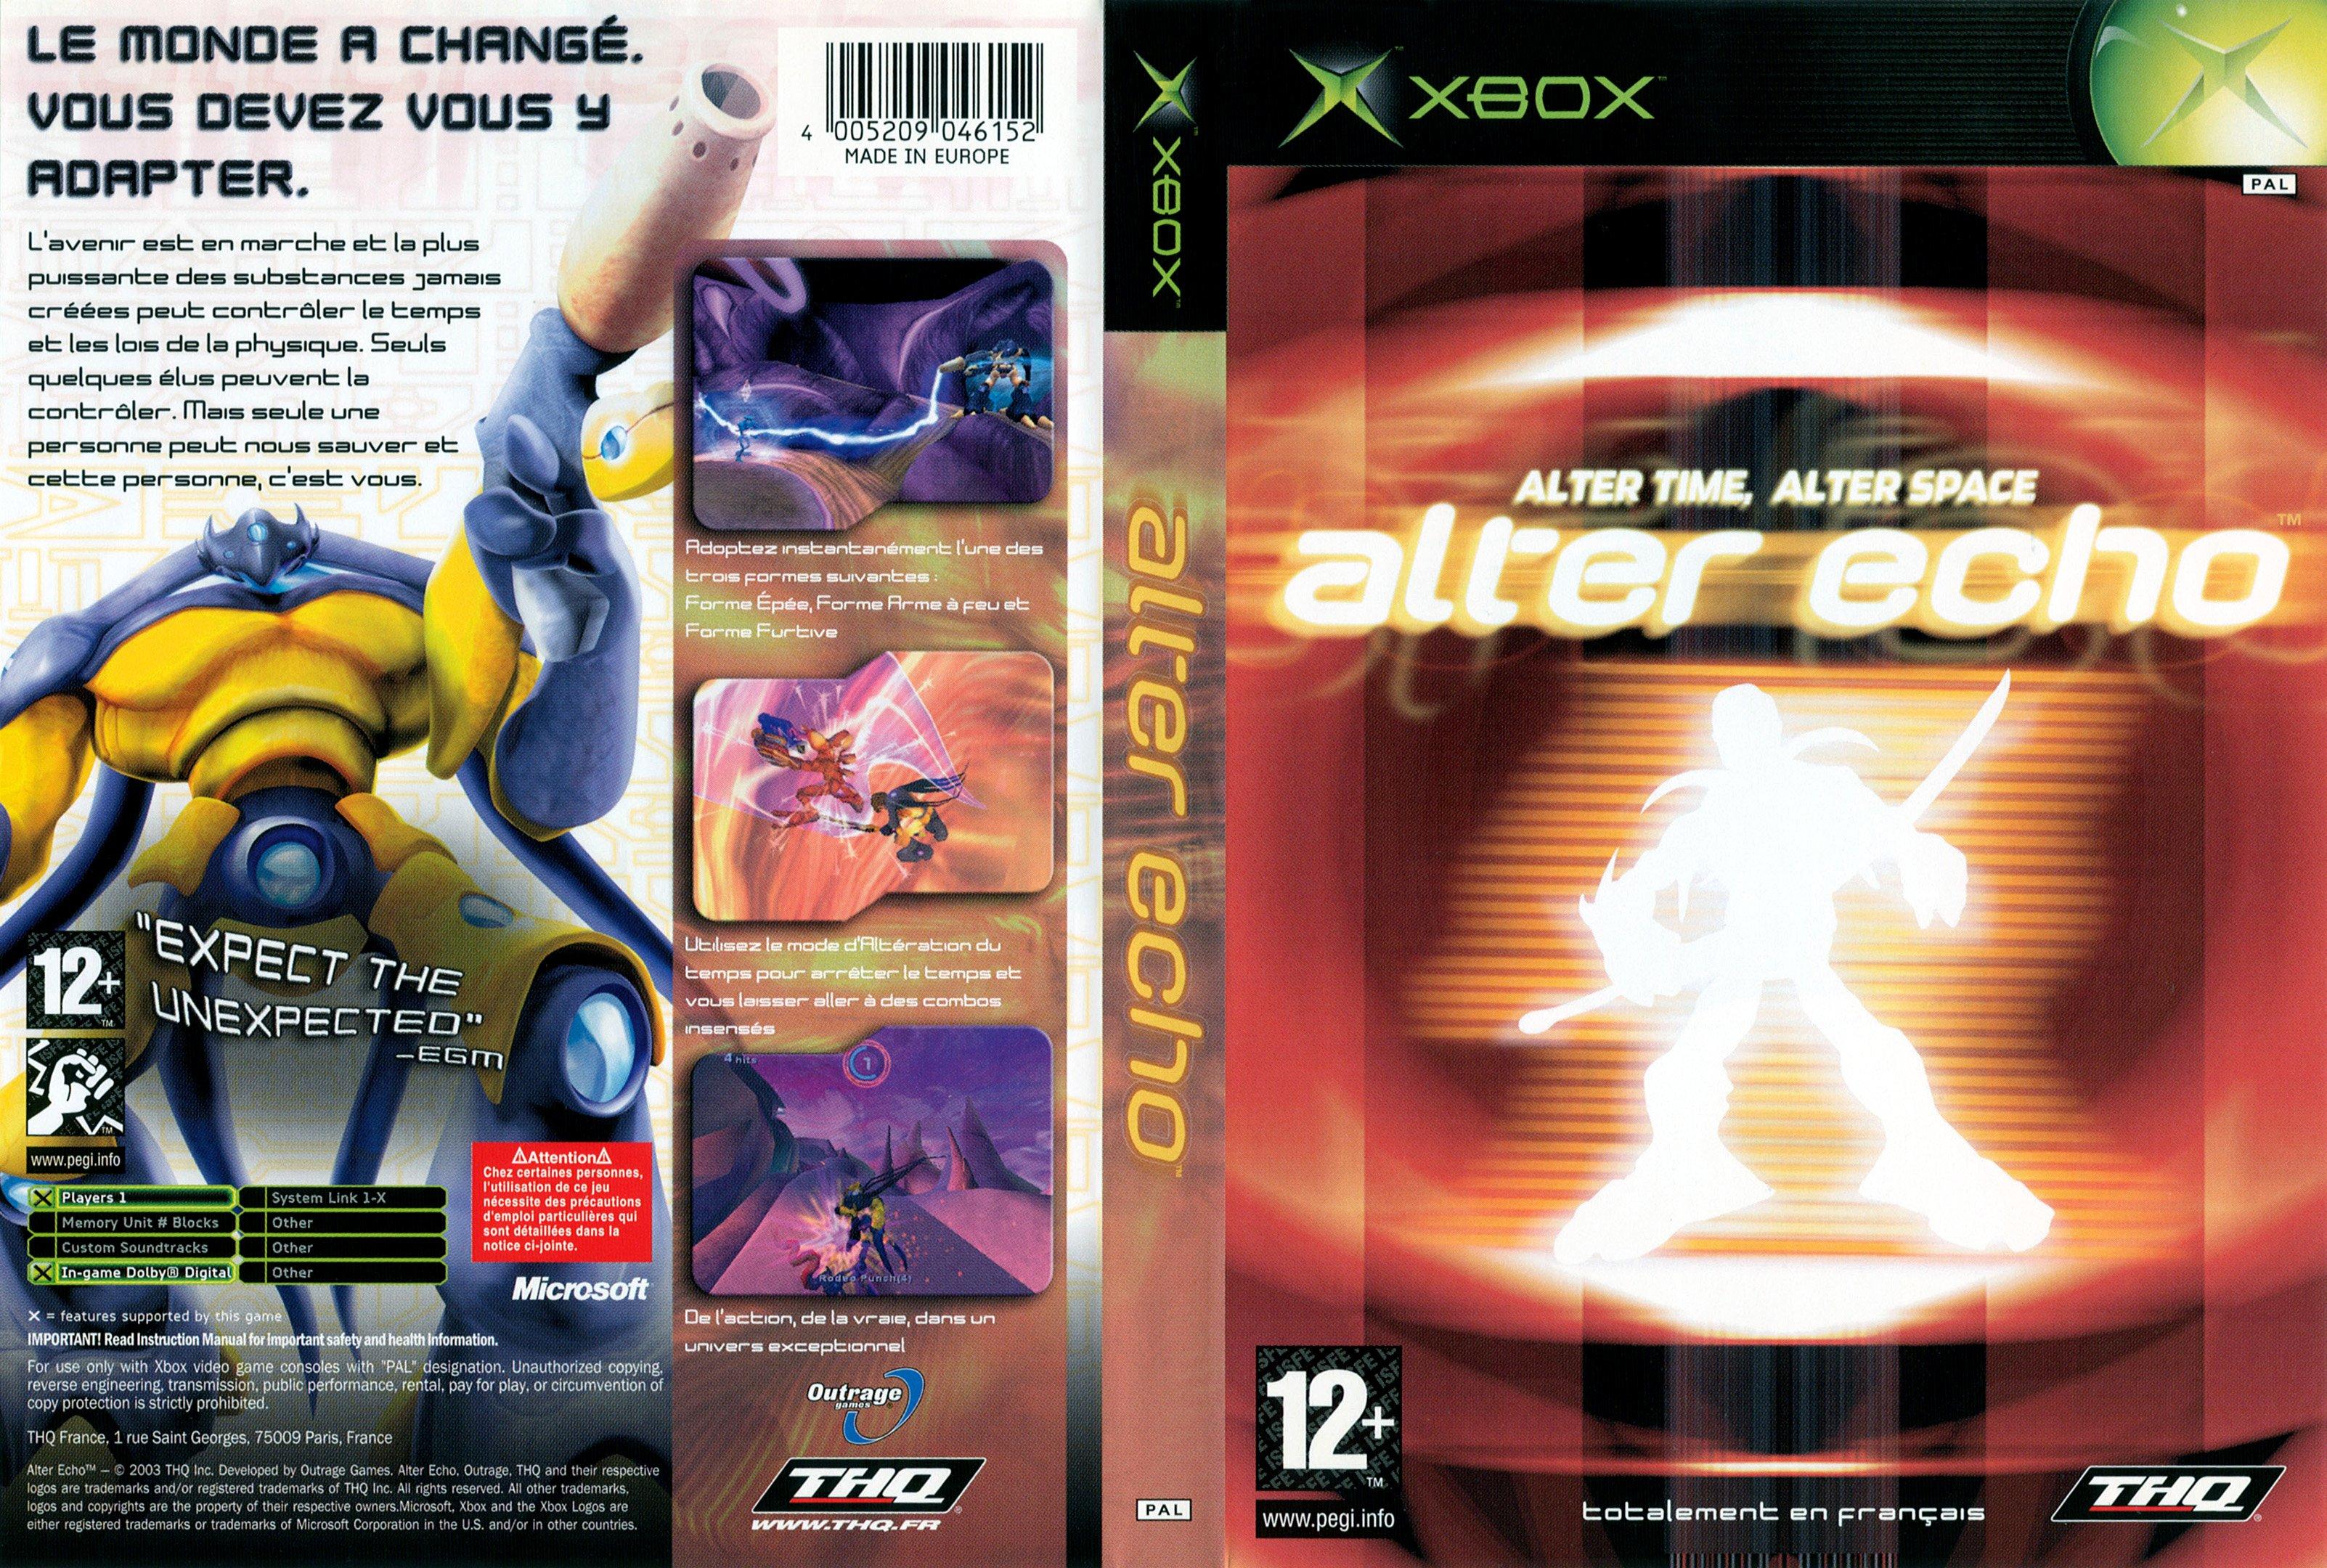 LE MONDE A CHANGÉ.
VOUS DEVEZ VOUS Y
ADAPTER.
L'avenir est en marche et la plus
puissante des substances jamais
créées peut contrôler le temps
et les lois de la physique. Seuls
quelques élus peuvent la
contrôler. Mais seule une
personne peut nous sauver et
cette personne, c'est vous.
"EXPECT THE
UNEXPECTED"
-EGM
12+
™
™
www.pegi.info
⚠Attention⚠
Chez certaines personnes,
l'utilisation de ce jeu
nécessite des précautions
d'emploi particulières qui
sont détaillées dans la
notice ci-jointe.
Microsoft
X Players 1
Memory Unit # Blocks
Custom Soundtracks
X In-game Dolby® Digital
System Link 1-X
Other
Other
Other
X = features supported by this game
IMPORTANT! Read Instruction Manual for important safety and health Information.
For use only with Xbox video game consoles with "PAL" designation. Unauthorized copying,
reverse engineering, transmission, public performance, rental, pay for play, or circumvention of
copy protection is strictly prohibited.
THQ France, 1 rue Saint Georges, 75009 Paris, France
Alter Echo™ – © 2003 THQ Inc. Developed by Outrage Games. Alter Echo, Outrage, THQ and their respective
logos are trademarks and/or registered trademarks of THQ Inc. All rights reserved. All other trademarks,
logos and copyrights are the property of their respective owners.Microsoft, Xbox and the Xbox Logos are
either registered trademarks or trademarks of Microsoft Corporation in the U.S. and/or in other countries.
4 005209 046152
MADE IN EUROPE
Adoptez instantanément l'une des
trois formes suivantes :
Forme Épée, Forme Arme à feu et
Forme Furtive
Utilisez le mode d'Altération du
temps pour arrêter le temps et
vous laisser aller à des combos
insensés
4 hits
1
Rodeo Punch(4)
De l'action, de la vraie, dans un
univers exceptionnel
Outrage
games
THQ®
WWW.THQ.FR
XBOX™
alter echo™
PAL
XBOX™
PAL
ALTER TIME, ALTER SPACE
alter echo™
12+
™
www.pegi.info
totalement en français
THQ®